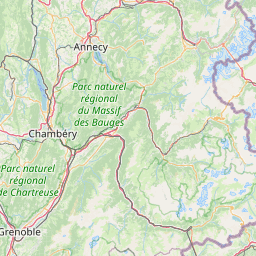 Annecy
Parc naturel
régional
du Massif
des Bauges
Chambéry
Parc naturel
régional
de Chartreuse
Grenoble